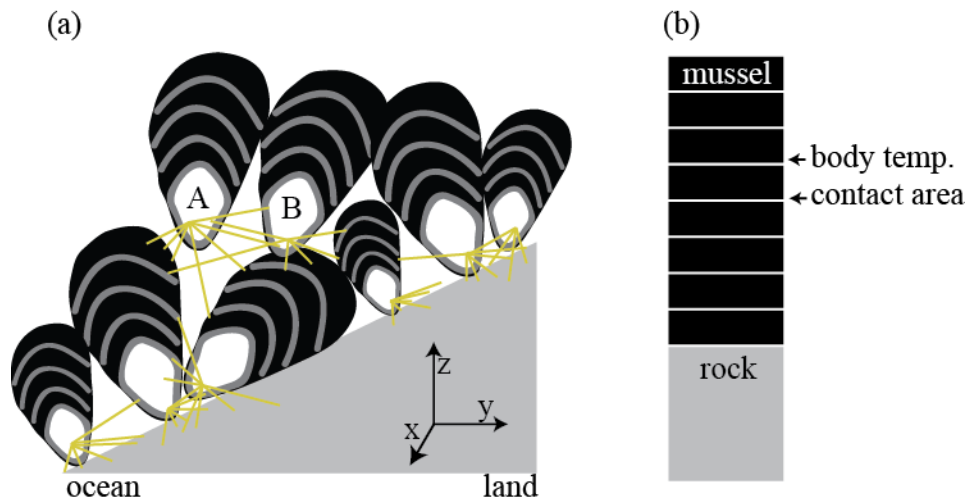 (a)
A
B
z
y
x
ocean
land
(b)
mussel
body temp.
contact area
rock